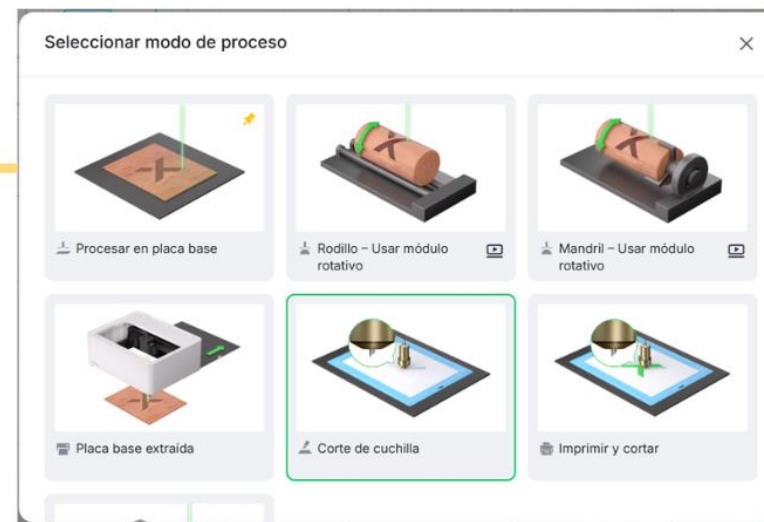 Seleccionar modo de proceso
Procesar en placa base
Rodillo – Usar módulo
rotativo
Mandril – Usar módulo
rotativo
Placa base extraída
Corte de cuchilla
Imprimir y cortar